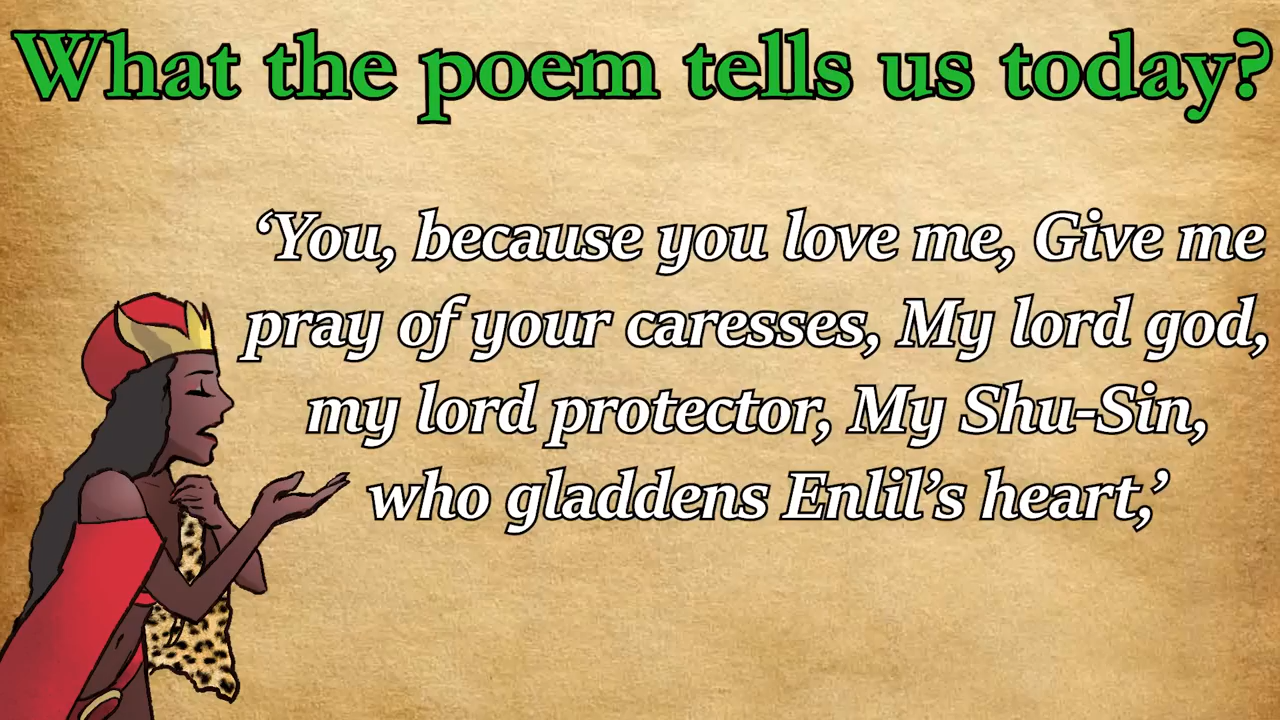 What the poem tells us today?
‘You, because you love me, Give me
pray of your caresses, My lord god,
my lord protector, My Shu-Sin,
who gladdens Enlil’s heart,’